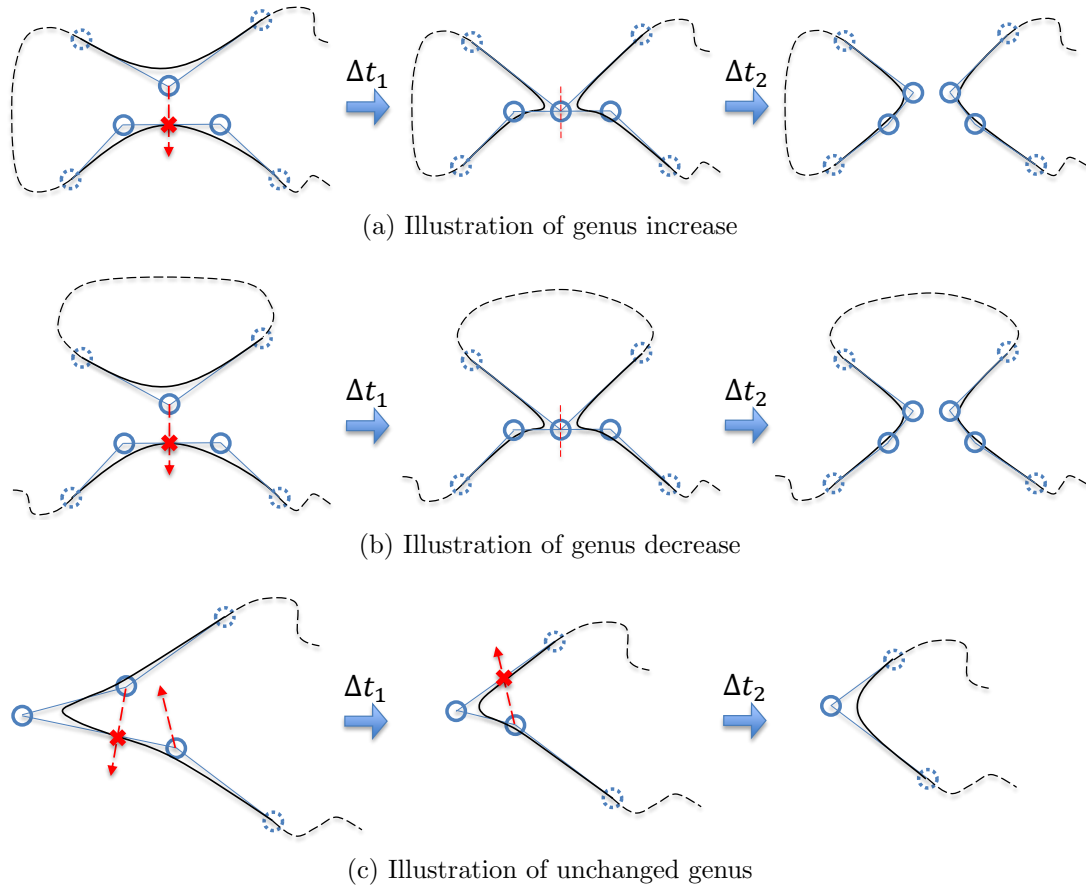 Δt₁
Δt₂
(a) Illustration of genus increase
Δt₁
Δt₂
(b) Illustration of genus decrease
Δt₁
Δt₂
(c) Illustration of unchanged genus